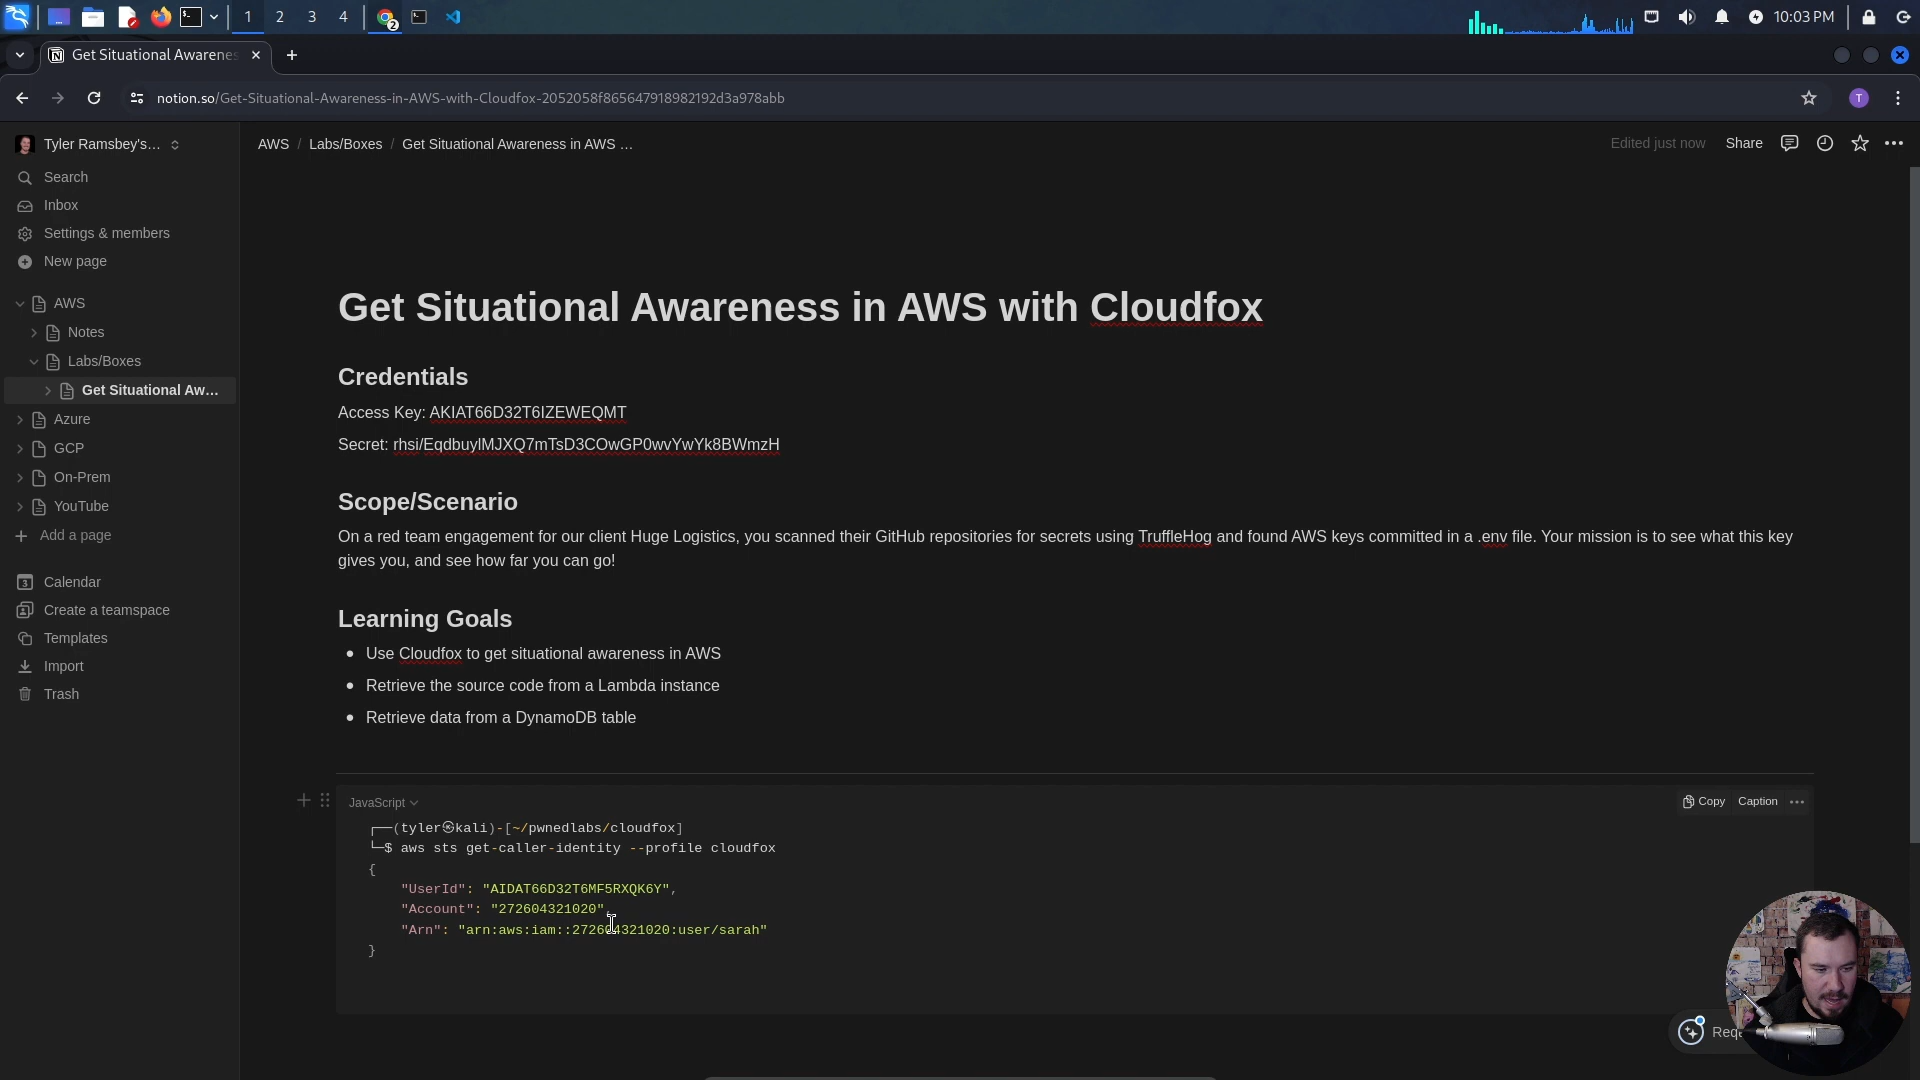 1 2 3 4 2 10:03 PM
Get Situational Awarenes
notion.so/Get-Situational-Awareness-in-AWS-with-Cloudfox-2052058f865647918982192d3a978abb T
Tyler Ramsbey's…
AWS / Labs/Boxes / Get Situational Awareness in AWS …
Edited just now Share
Search
Inbox
Settings & members
New page
AWS
Notes
Labs/Boxes
Get Situational Aw…
Azure
GCP
On-Prem
YouTube
Add a page
3 Calendar
Create a teamspace
Templates
Import
Trash
Get Situational Awareness in AWS with Cloudfox
Credentials
Access Key: AKIAT66D32T6IZEWEQMT
Secret: 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
Scope/Scenario
On a red team engagement for our client Huge Logistics, you scanned their GitHub repositories for secrets using TruffleHog and found AWS keys committed in a .env file. Your mission is to see what this key
gives you, and see how far you can go!
Learning Goals
Use Cloudfox to get situational awareness in AWS
Retrieve the source code from a Lambda instance
Retrieve data from a DynamoDB table
JavaScript
Copy Caption
┌──(tyler㉿kali)-[~/pwnedlabs/cloudfox]
└─$ aws sts get-caller-identity --profile cloudfox
{
"UserId": "AIDAT66D32T6MF5RXQK6Y",
"Account": "272604321020",
"Arn": "arn:aws:iam::272604321020:user/sarah"
}